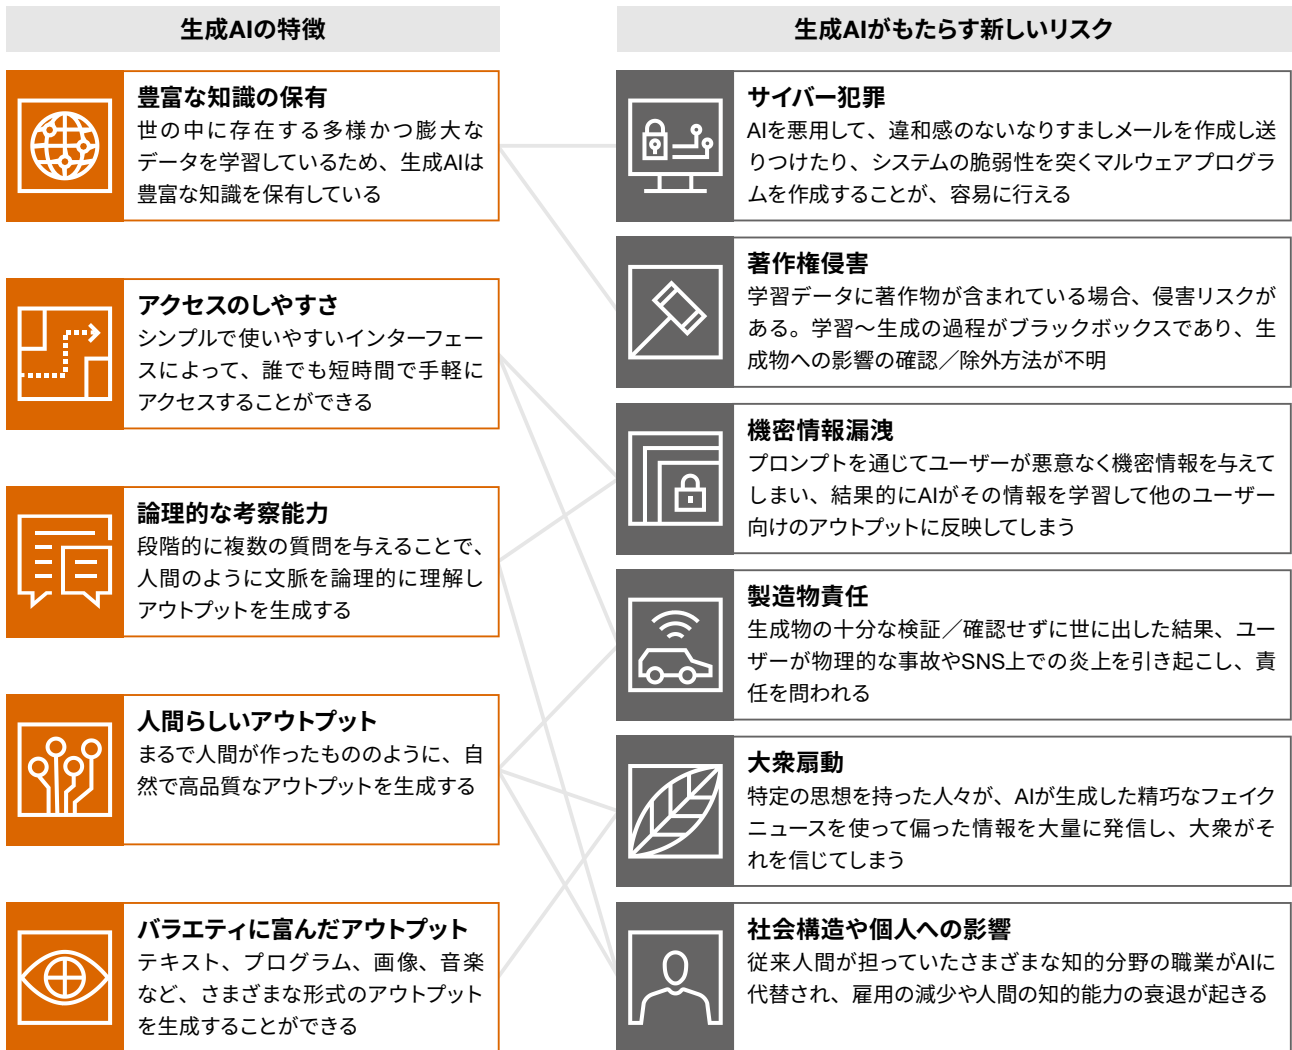 生成AIの特徴
豊富な知識の保有
世の中に存在する多様かつ膨大な
データを学習しているため、生成AIは
豊富な知識を保有している
アクセスのしやすさ
シンプルで使いやすいインターフェー
スによって、誰でも短時間で手軽に
アクセスすることができる
論理的な考察能力
段階的に複数の質問を与えることで、
人間のように文脈を論理的に理解し
アウトプットを生成する
人間らしいアウトプット
まるで人間が作ったもののように、自
然で高品質なアウトプットを生成する
バラエティに富んだアウトプット
テキスト、プログラム、画像、音楽
など、さまざまな形式のアウトプット
を生成することができる
生成AIがもたらす新しいリスク
サイバー犯罪
AIを悪用して、違和感のないなりすましメールを作成し送
りつけたり、システムの脆弱性を突くマルウェアプログラ
ムを作成することが、容易に行える
著作権侵害
学習データに著作物が含まれている場合、侵害リスクが
ある。学習～生成の過程がブラックボックスであり、生
成物への影響の確認／除外方法が不明
機密情報漏洩
プロンプトを通じてユーザーが悪意なく機密情報を与えて
しまい、結果的にAIがその情報を学習して他のユーザー
向けのアウトプットに反映してしまう
製造物責任
生成物の十分な検証／確認せずに世に出した結果、ユー
ザーが物理的な事故やSNS上での炎上を引き起こし、責
任を問われる
大衆扇動
特定の思想を持った人々が、AIが生成した精巧なフェイク
ニュースを使って偏った情報を大量に発信し、大衆がそ
れを信じてしまう
社会構造や個人への影響
従来人間が担っていたさまざまな知的分野の職業がAIに
代替され、雇用の減少や人間の知的能力の衰退が起きる